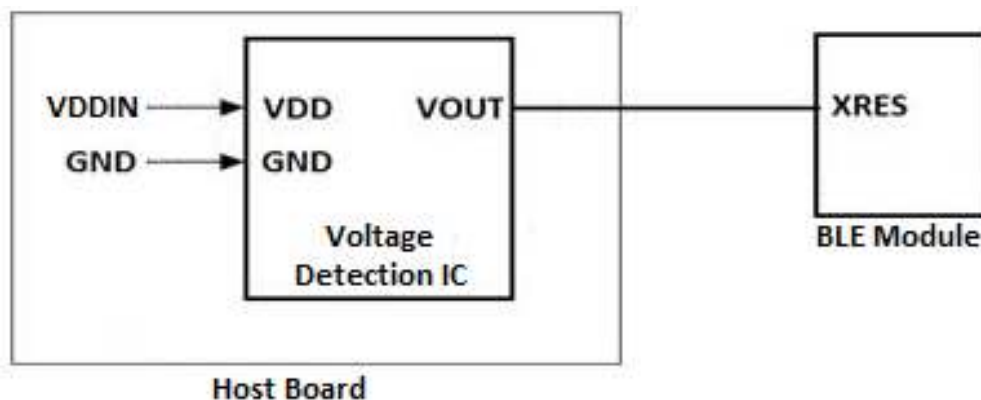 VDDIN
VDD
VOUT
XRES
GND
GND
Voltage
Detection IC
BLE Module
Host Board